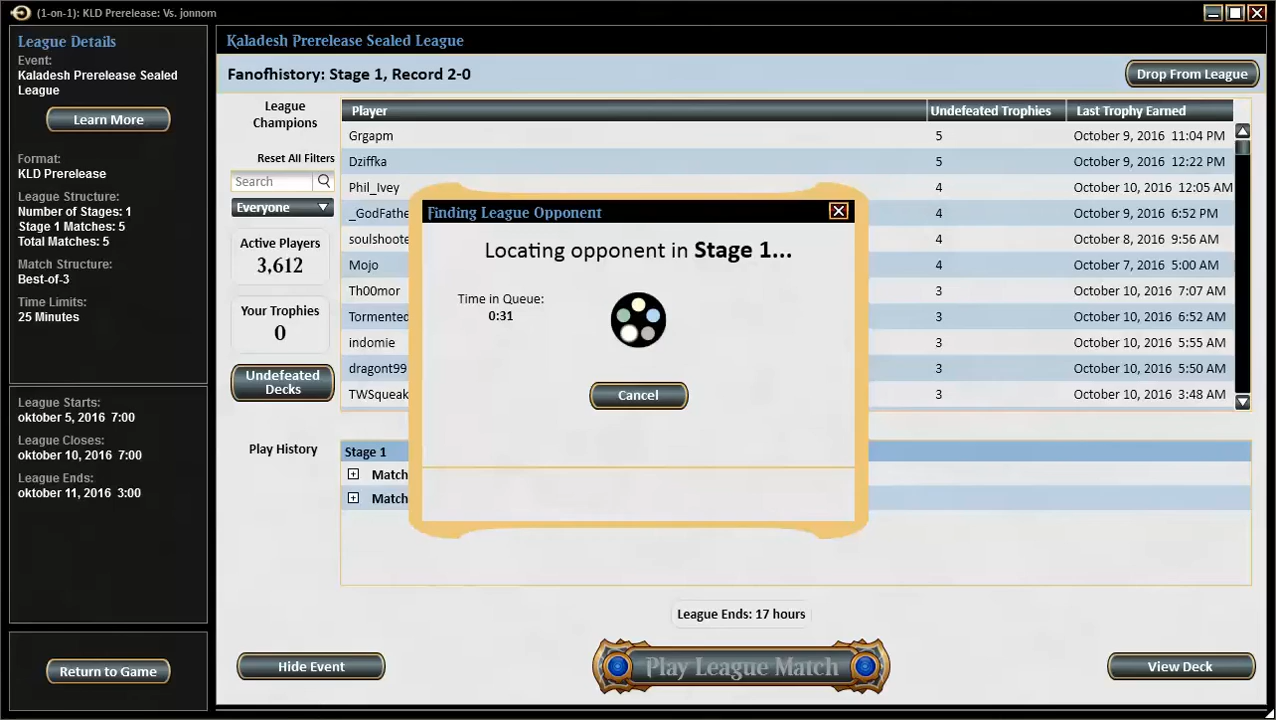 (1-on-1): KLD Prerelease: Vs. jonnom
League Details
Event:
Kaladesh Prerelease Sealed
League
Learn More
Format:
KLD Prerelease
League Structure:
Number of Stages: 1
Stage 1 Matches: 5
Total Matches: 5
Match Structure:
Best-of-3
Time Limits:
25 Minutes
League Starts:
oktober 5, 2016 7:00
League Closes:
oktober 10, 2016 7:00
League Ends:
oktober 11, 2016 3:00
Return to Game
Kaladesh Prerelease Sealed League
Fanofhistory: Stage 1, Record 2-0
Drop From League
League
Champions
Reset All Filters
Search
Everyone
Active Players
3,612
Your Trophies
0
Undefeated
Decks
Player Undefeated Trophies Last Trophy Earned
Grgapm 5 October 9, 2016 11:04 PM
Dziffka 5 October 9, 2016 12:22 PM
Phil_Ivey 4 October 10, 2016 12:05 AM
_GodFathe 4 October 9, 2016 6:52 PM
soulshoote 4 October 8, 2016 9:56 AM
Mojo 4 October 7, 2016 5:00 AM
Th00mor 3 October 10, 2016 7:07 AM
Tormented 3 October 10, 2016 6:52 AM
indomie 3 October 10, 2016 5:55 AM
dragont99 3 October 10, 2016 5:50 AM
TWSqueak 3 October 10, 2016 3:48 AM
Finding League Opponent
Locating opponent in Stage 1...
Time in Queue:
0:31
Cancel
Play History
Stage 1
Match
Match
League Ends: 17 hours
Hide Event
Play League Match
View Deck